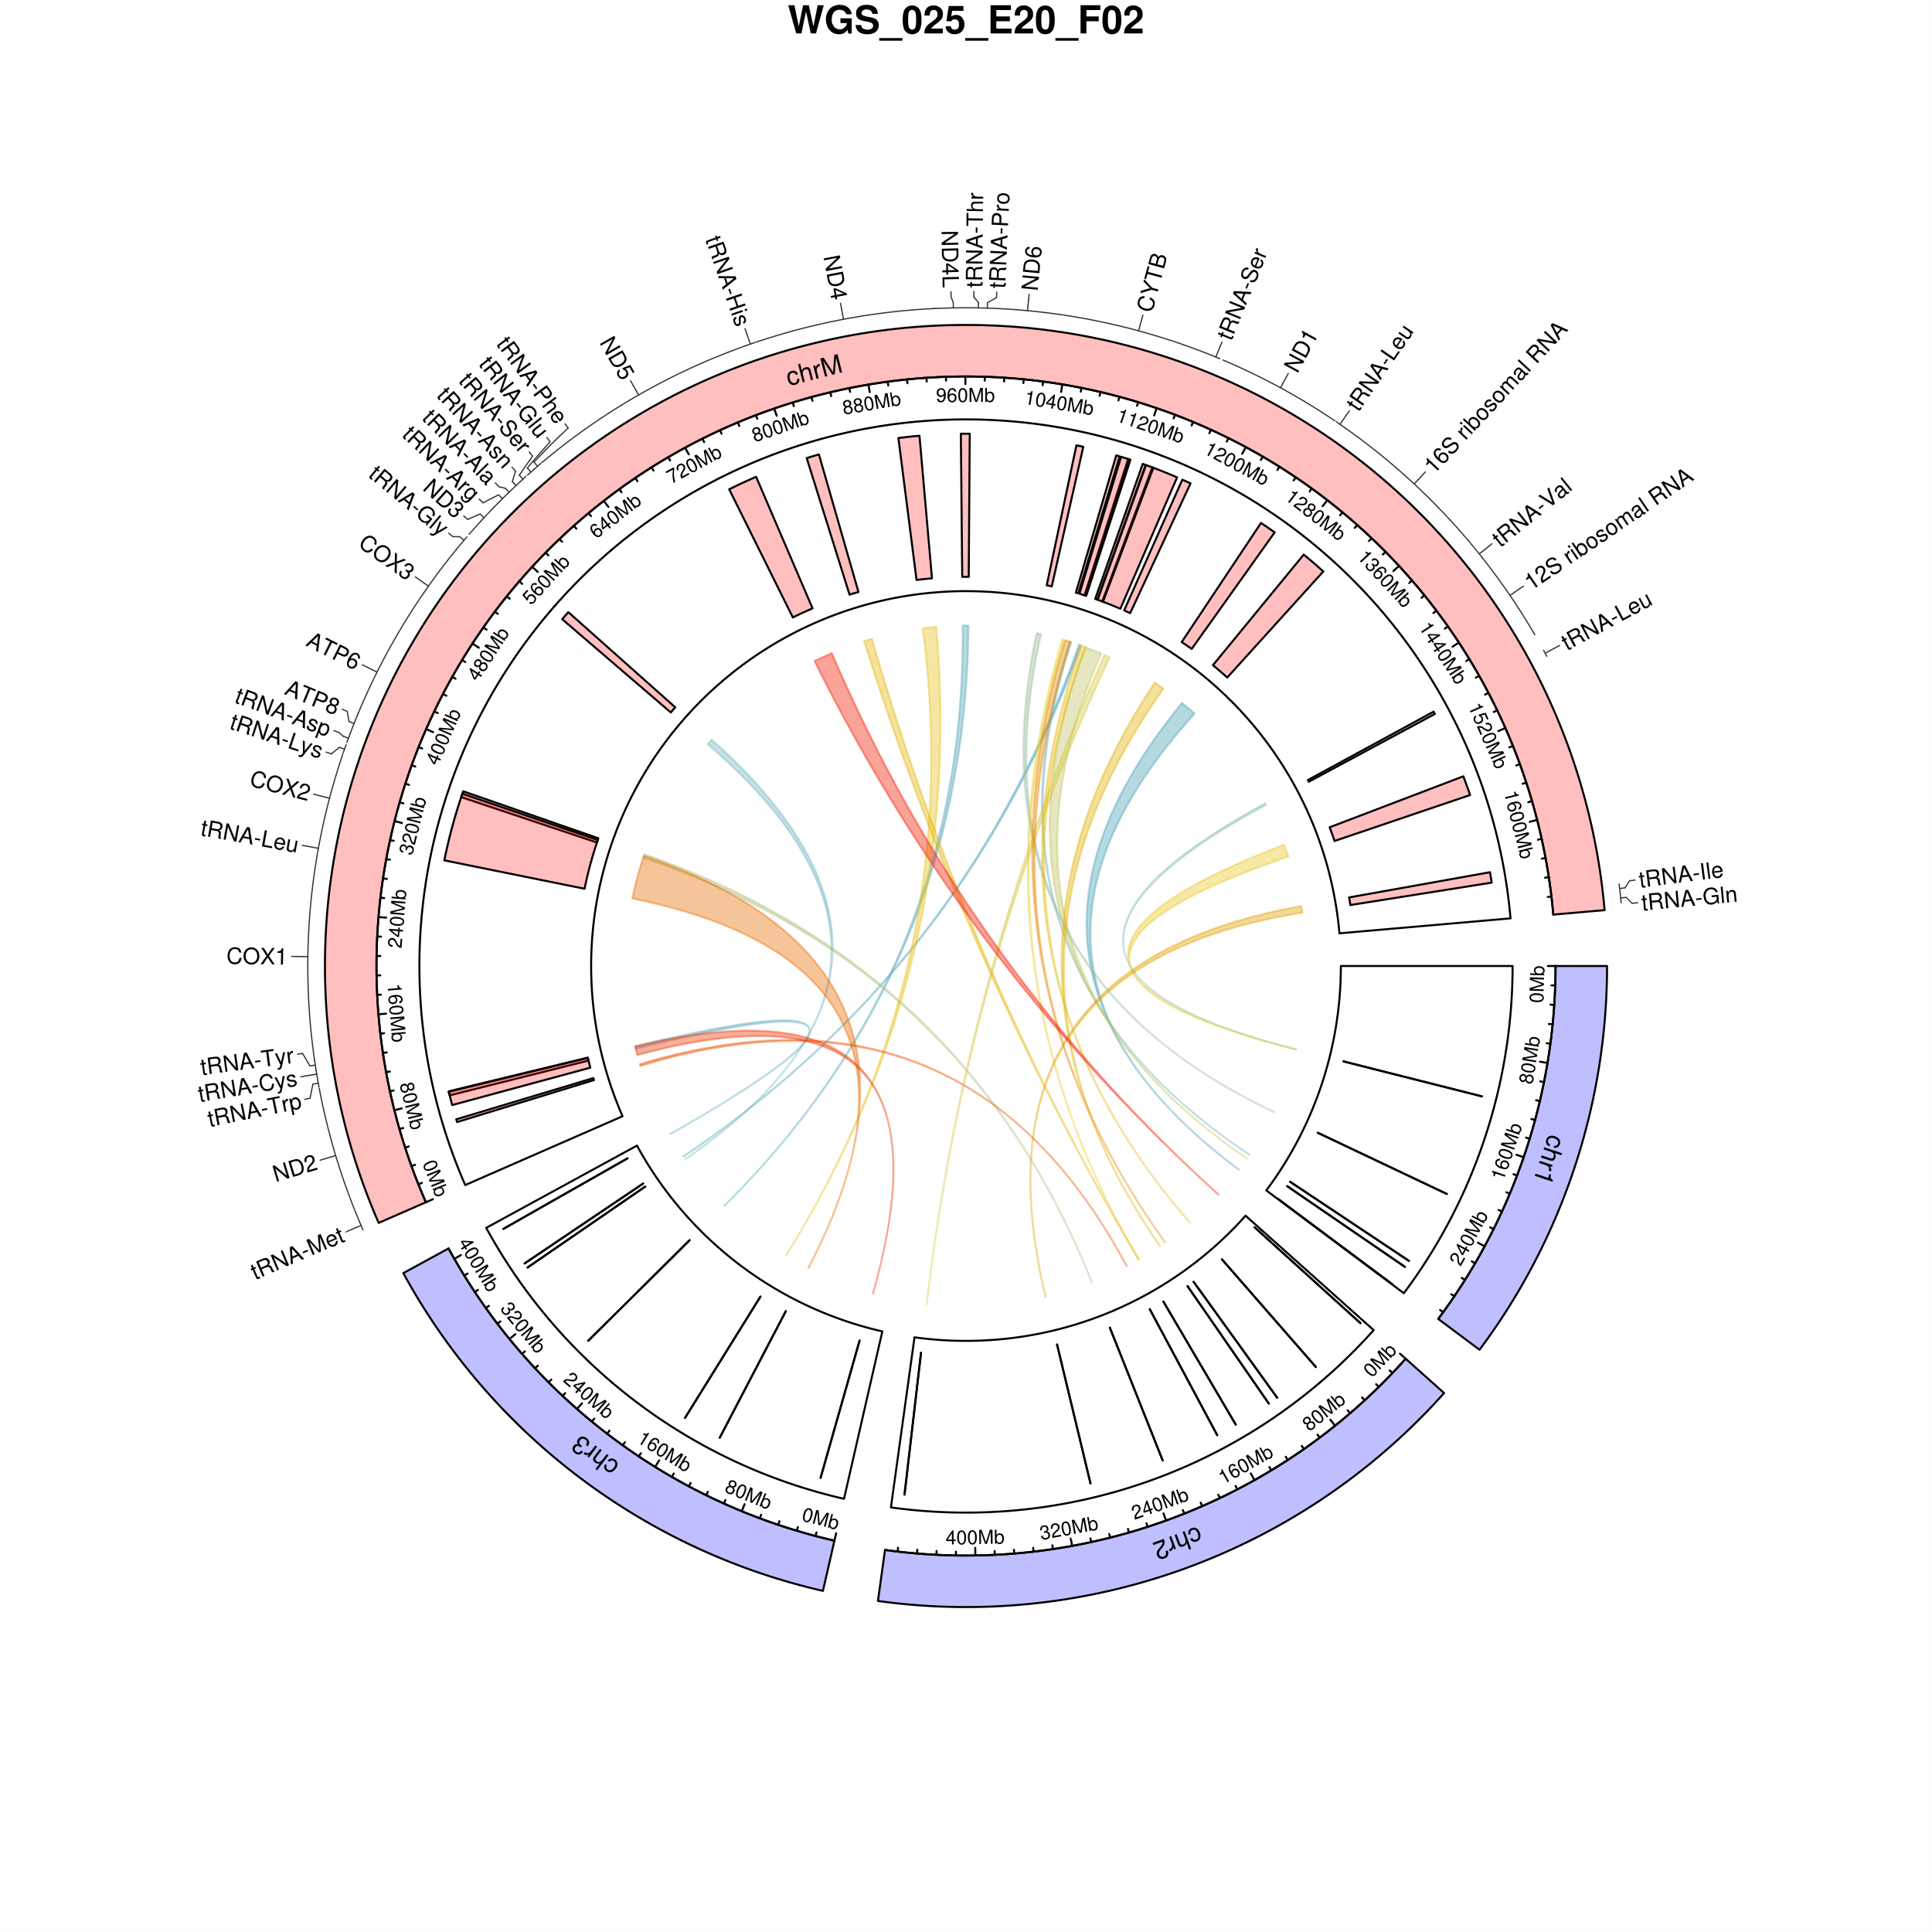 WGS_025_E20_F02
tRNA-Met
ND2
tRNA-Trp
tRNA-Cys
tRNA-Tyr
COX1
tRNA-Leu
COX2
tRNA-Lys
tRNA-Asp
ATP8
ATP6
COX3
tRNA-Gly
ND3
tRNA-Arg
tRNA-Ala
tRNA-Asn
tRNA-Ser
tRNA-Glu
tRNA-Phe
ND5
tRNA-His
ND4
ND4L
tRNA-Thr
tRNA-Pro
ND6
CYTB
tRNA-Ser
ND1
tRNA-Leu
16S ribosomal RNA
tRNA-Val
12S ribosomal RNA
tRNA-Leu
tRNA-Ile
tRNA-Gln
chrM
0Mb
80Mb
160Mb
240Mb
320Mb
400Mb
480Mb
560Mb
640Mb
720Mb
800Mb
880Mb
960Mb
1040Mb
1120Mb
1200Mb
1280Mb
1360Mb
1440Mb
1520Mb
1600Mb
chr1
0Mb
80Mb
160Mb
240Mb
chr2
0Mb
80Mb
160Mb
240Mb
320Mb
400Mb
chr3
0Mb
80Mb
160Mb
240Mb
320Mb
400Mb